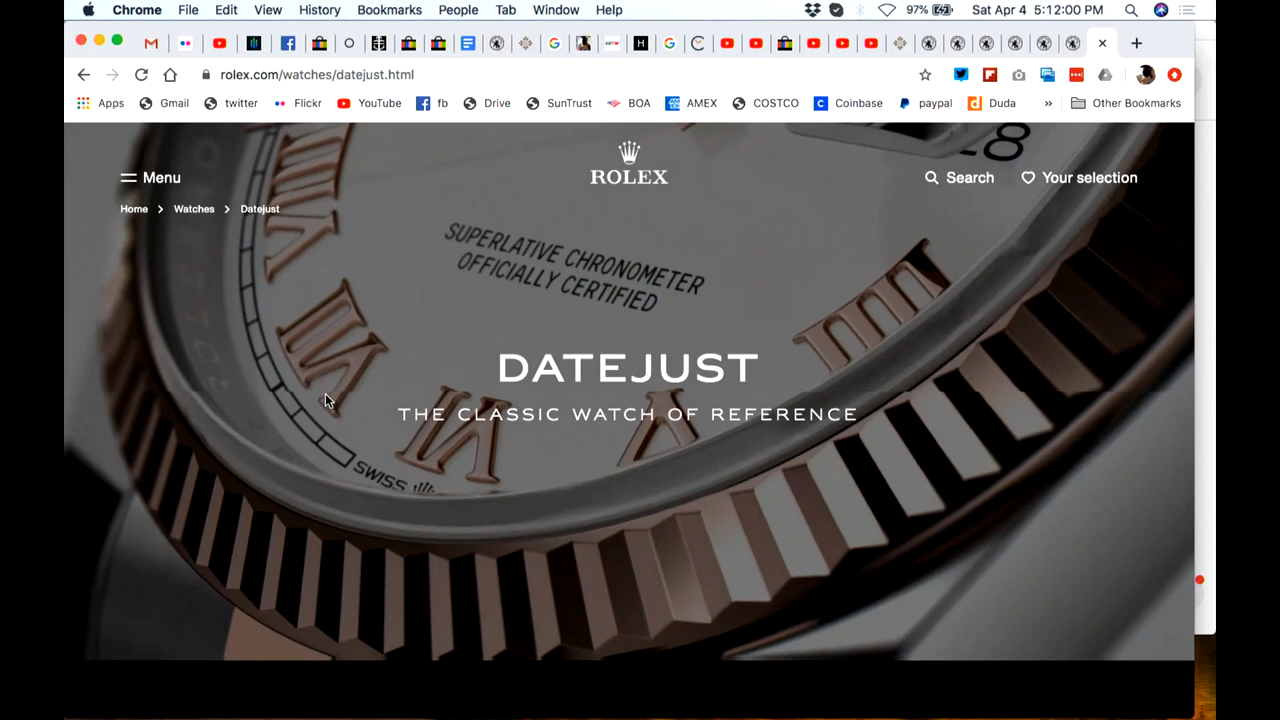 Chrome File Edit View History Bookmarks People Tab Window Help 97% Sat Apr 4 5:12:00 PM
rolex.com/watches/datejust.html
Apps Gmail twitter Flickr YouTube fb Drive SunTrust BOA AMEX COSTCO Coinbase paypal Duda » Other Bookmarks
Menu ROLEX Search Your selection
Home Watches Datejust
28
SUPERLATIVE CHRONOMETER
OFFICIALLY CERTIFIED
DATEJUST
THE CLASSIC WATCH OF REFERENCE
SWISS